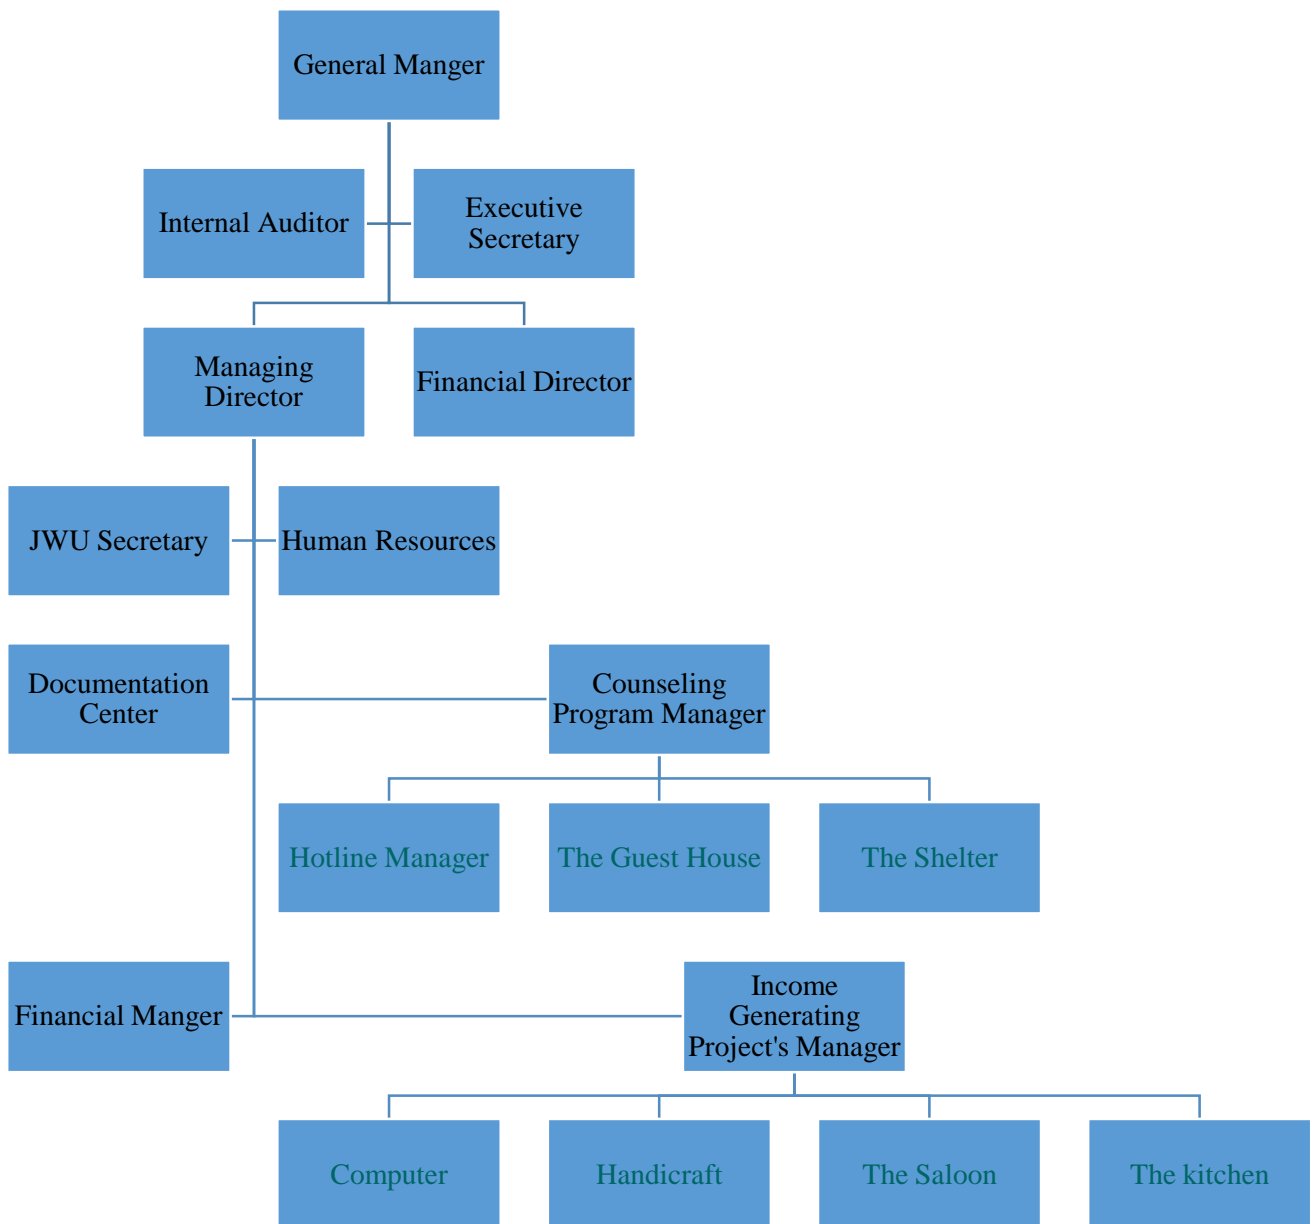 General Manger
Internal Auditor
Executive
Secretary
Managing
Director
Financial Director
JWU Secretary
Human Resources
Documentation
Center
Counseling
Program Manager
Hotline Manager
The Guest House
The Shelter
Financial Manger
Income
Generating
Project's Manager
Computer
Handicraft
The Saloon
The kitchen